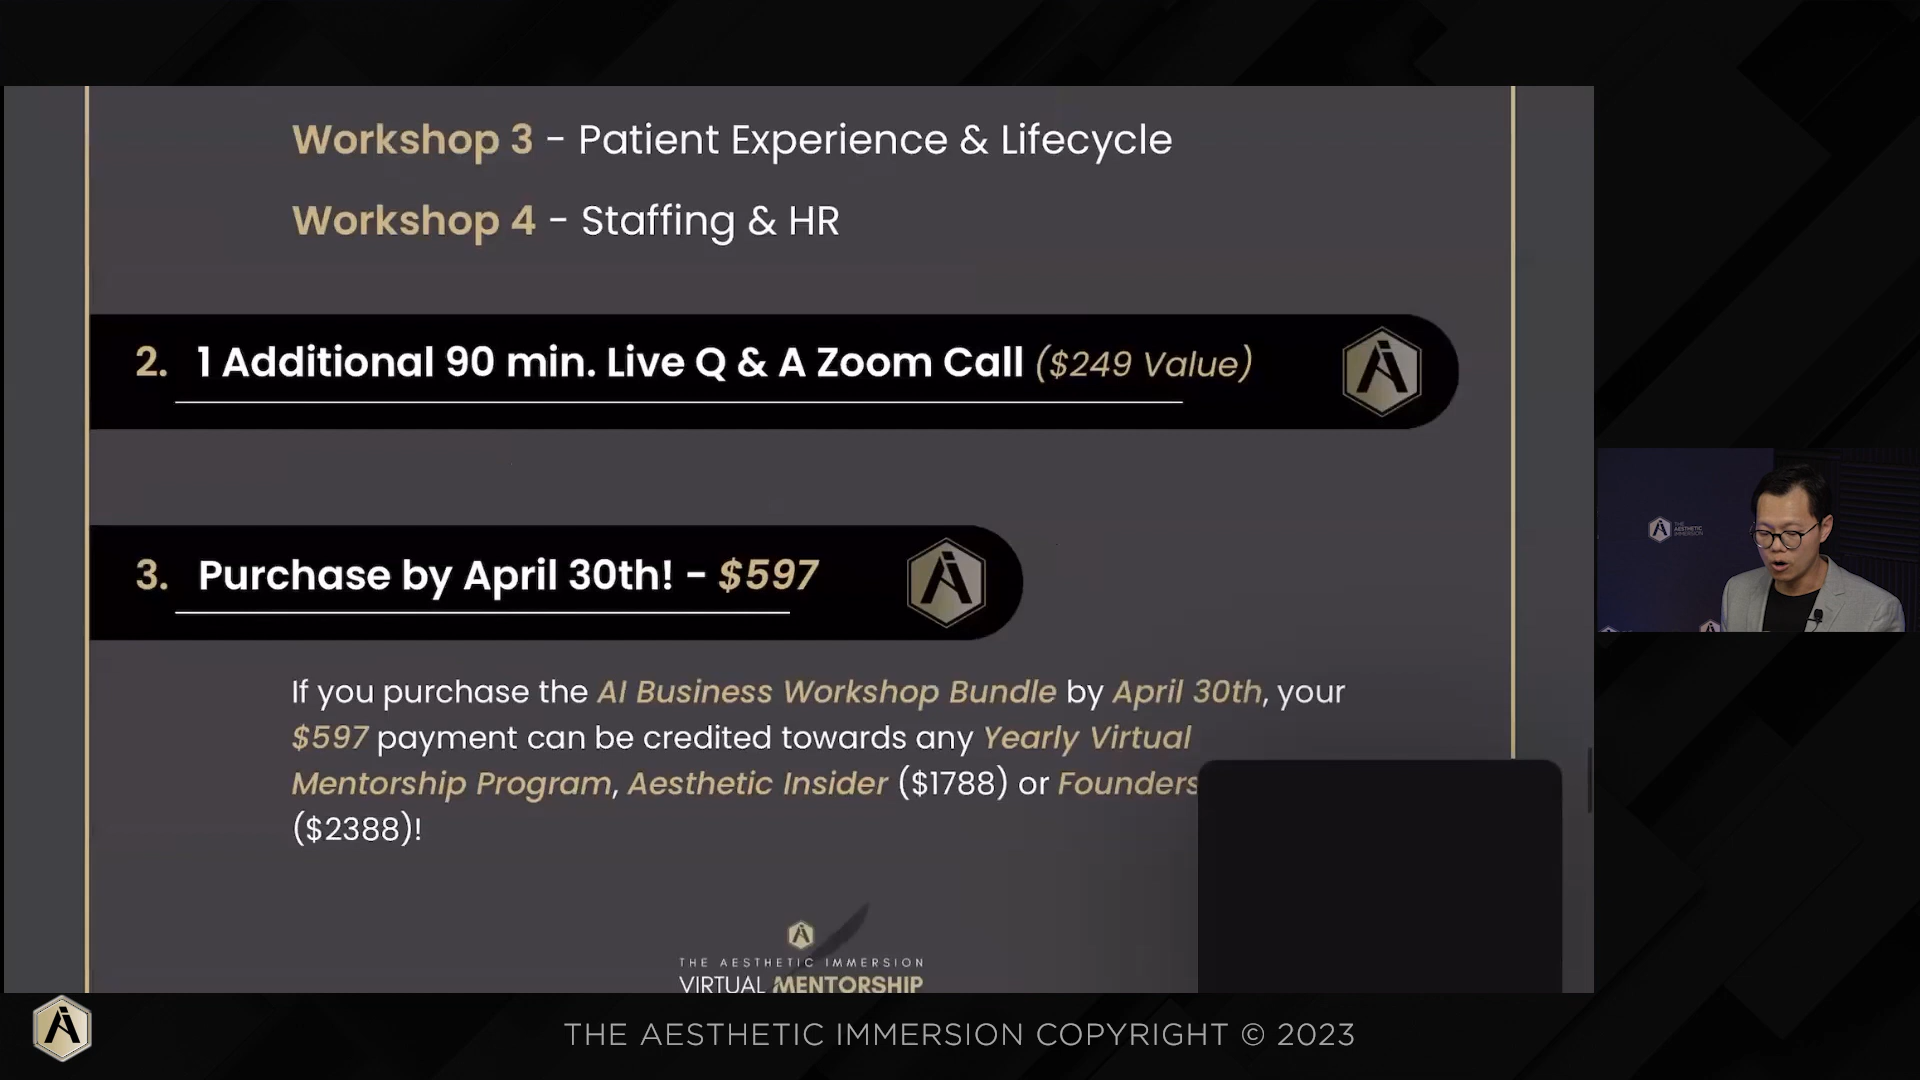 Workshop 3 - Patient Experience & Lifecycle
Workshop 4 - Staffing & HR
2. 1 Additional 90 min. Live Q & A Zoom Call ($249 Value)
3. Purchase by April 30th! - $597
If you purchase the AI Business Workshop Bundle by April 30th, your
$597 payment can be credited towards any Yearly Virtual
Mentorship Program, Aesthetic Insider ($1788) or Founders
($2388)!
THE AESTHETIC IMMERSION
VIRTUAL MENTORSHIP
THE
AESTHETIC
IMMERSION
THE AESTHETIC IMMERSION COPYRIGHT © 2023